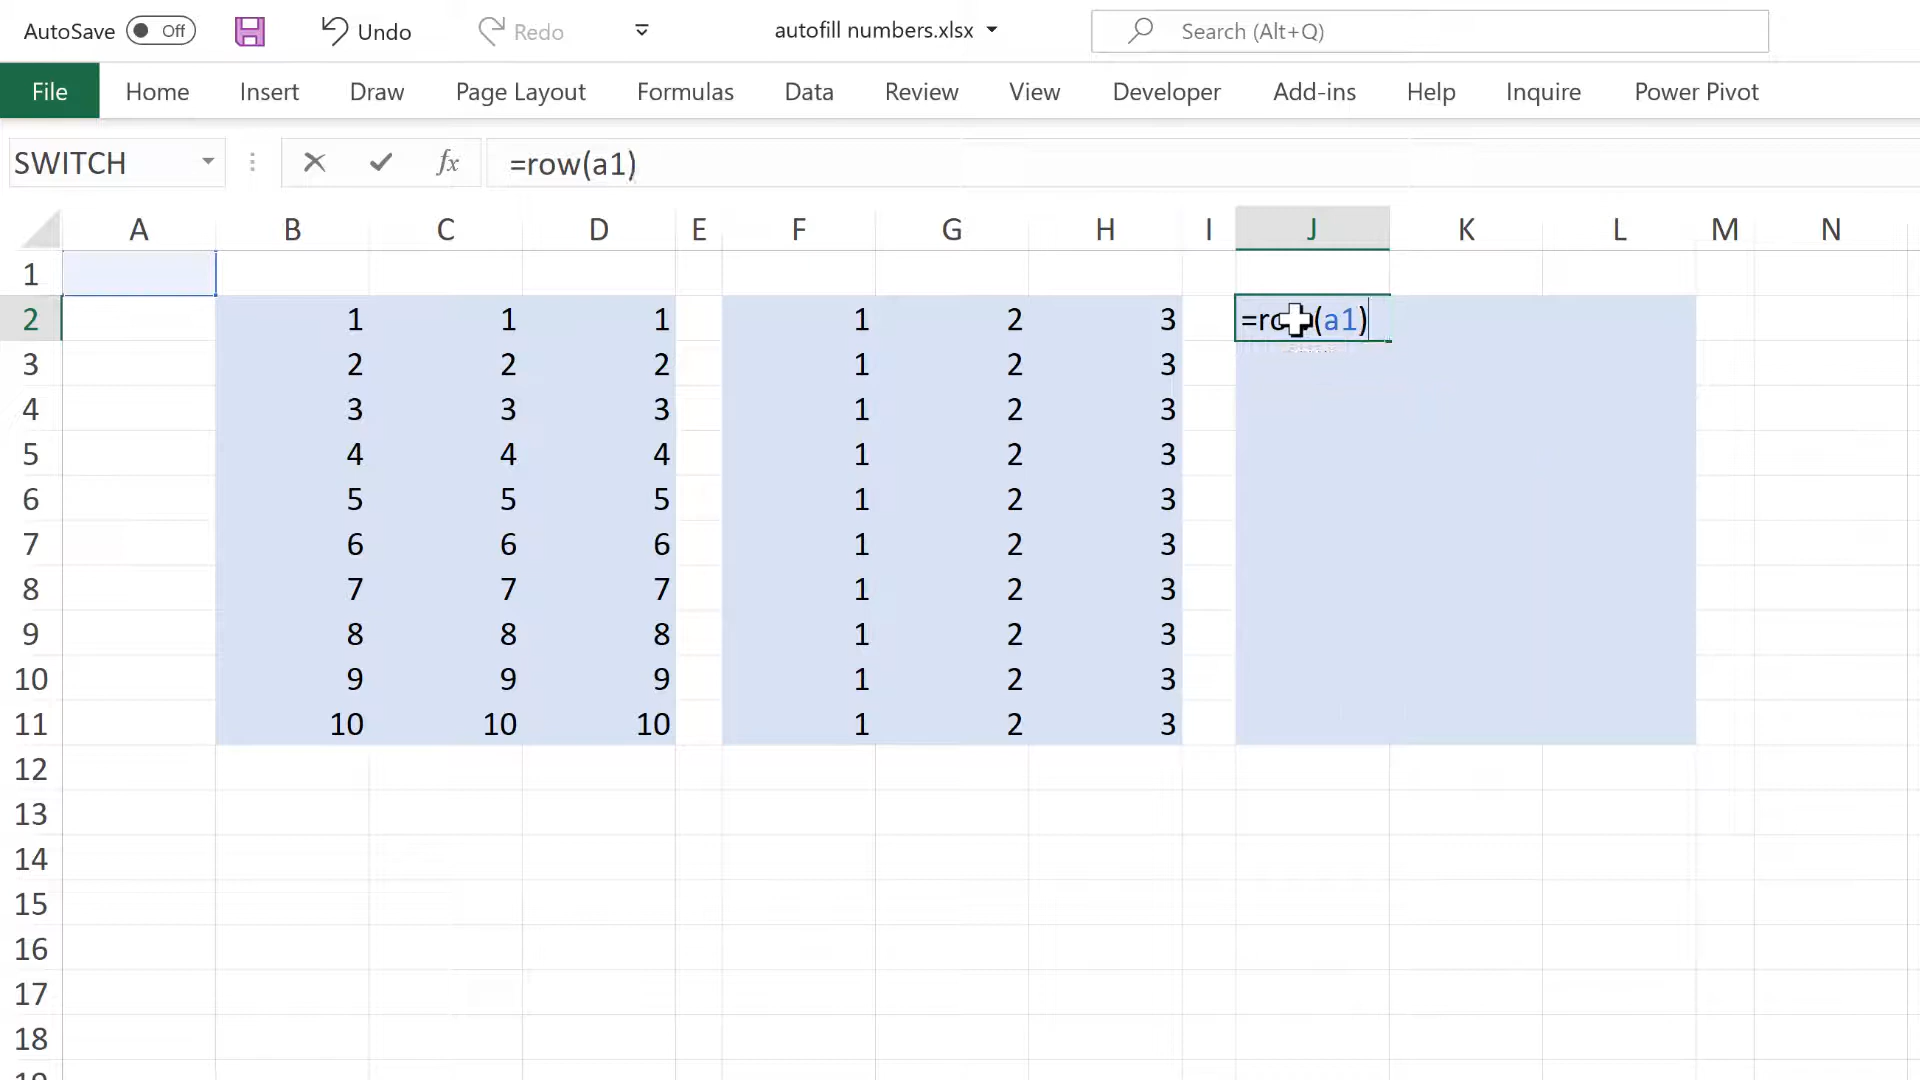 AutoSave Off Undo Redo autofill numbers.xlsx Search (Alt+Q)
File Home Insert Draw Page Layout Formulas Data Review View Developer Add-ins Help Inquire Power Pivot
SWITCH fx =row(a1)
A B C D E F G H I J K L M N
1
2 1 1 1 1 2 3 =row(a1)
3 2 2 2 1 2 3
4 3 3 3 1 2 3
5 4 4 4 1 2 3
6 5 5 5 1 2 3
7 6 6 6 1 2 3
8 7 7 7 1 2 3
9 8 8 8 1 2 3
10 9 9 9 1 2 3
11 10 10 10 1 2 3
12
13
14
15
16
17
18